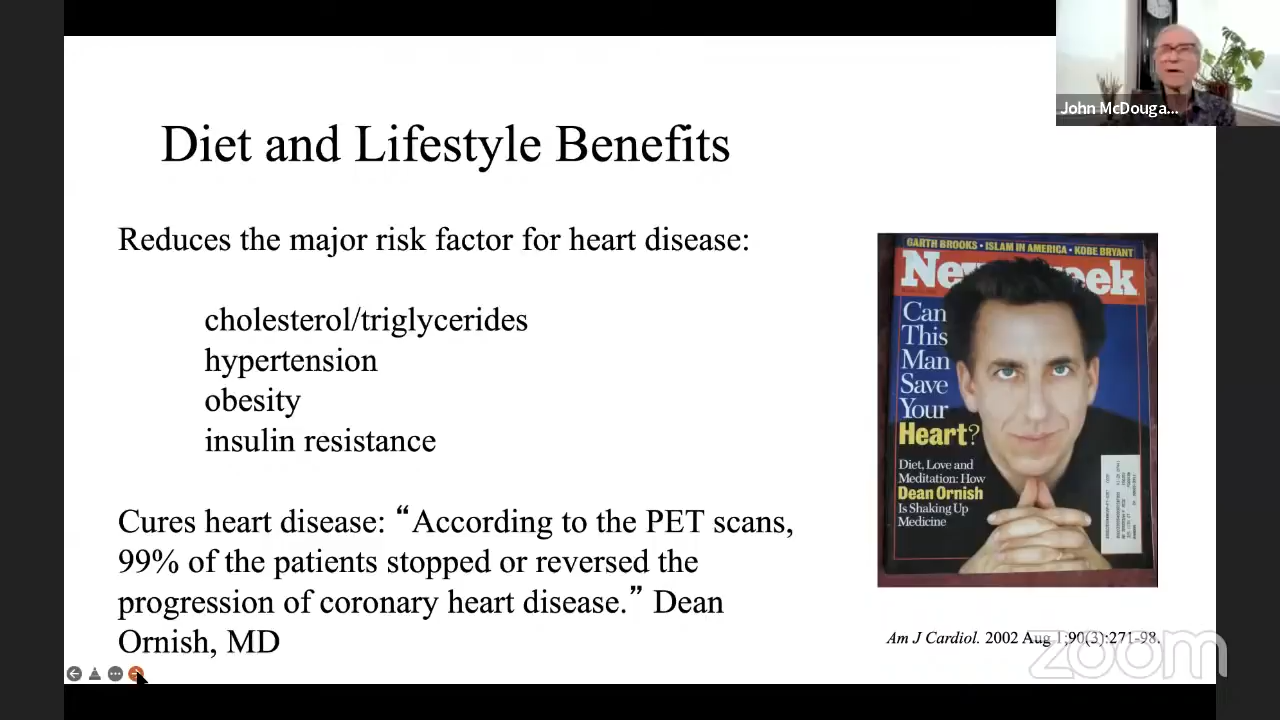 John McDouga...
Diet and Lifestyle Benefits
Reduces the major risk factor for heart disease:
cholesterol/triglycerides
hypertension
obesity
insulin resistance
Cures heart disease: “According to the PET scans,
99% of the patients stopped or reversed the
progression of coronary heart disease.” Dean
Ornish, MD
GARTH BROOKS • ISLAM IN AMERICA • KOBE BRYANT
Can
This
Man
Save
Your
Heart?
Diet, Love and
Meditation: How
Dean Ornish
Is Shaking Up
Medicine
Am J Cardiol. 2002 Aug 1;90(3):271-98.
zoom